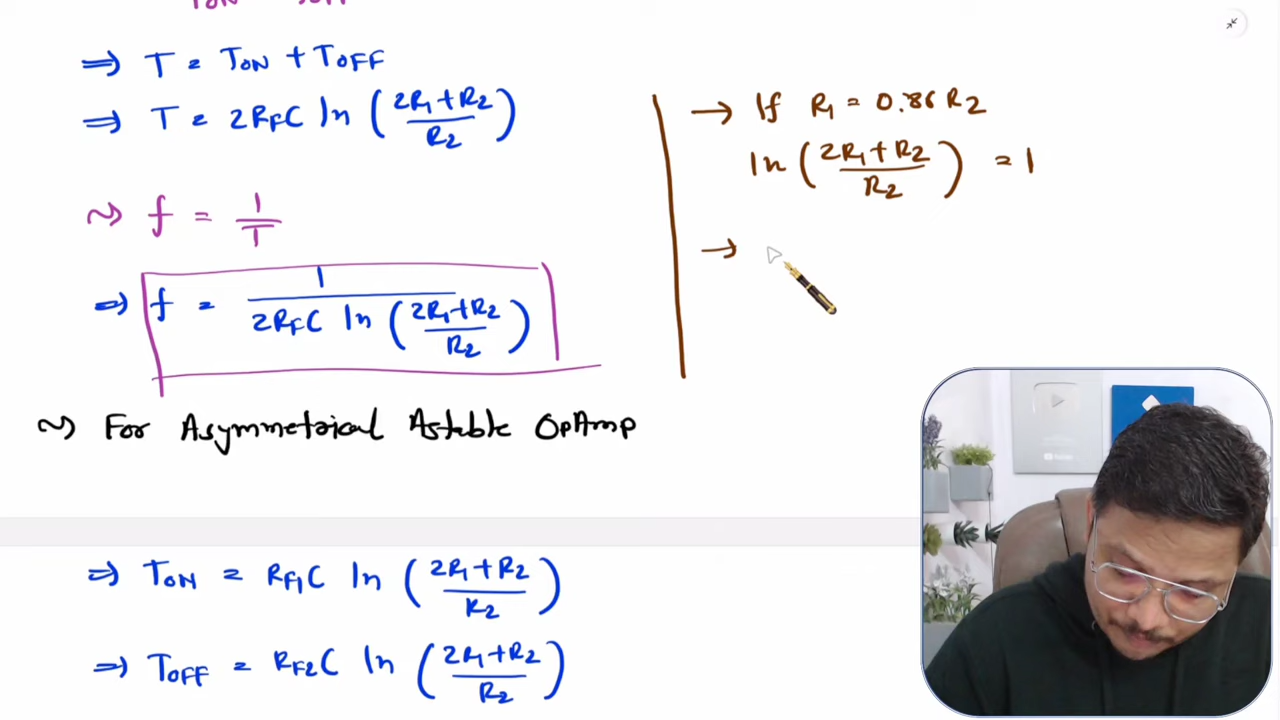 ⇒ T = TON + TOFF
⇒ T = 2RFC ln (2R1+R2 / R2)
~> f = 1/T
⇒ f = 1 / 2RFC ln (2R1+R2 / R2)
→ If R1 = 0.86 R2
ln (2R1+R2 / R2) = 1
→
~> For Asymmetrical Astable OpAmp
⇒ TON = RF1C ln (2R1+R2 / R2)
⇒ TOFF = RF2C ln (2R1+R2 / R2)